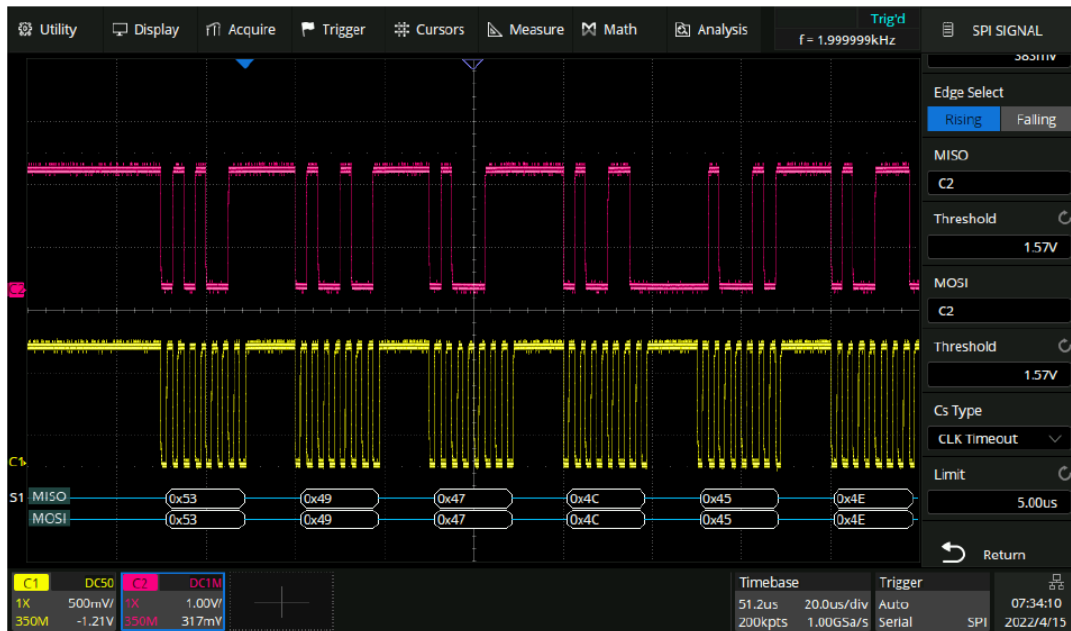 Utility Display Acquire Trigger Cursors Measure Math Analysis
Trig'd
f = 1.999999kHz
SPI SIGNAL
383mV
Edge Select
Rising Falling
MISO
C2
Threshold
1.57V
MOSI
C2
Threshold
1.57V
Cs Type
CLK Timeout
Limit
5.00us
Return
C2
C1
S1 MISO 0x53 0x49 0x47 0x4C 0x45 0x4E
MOSI 0x53 0x49 0x47 0x4C 0x45 0x4E
C1 DC50 C2 DC1M
1X 500mV/ 1X 1.00V/
350M -1.21V 350M 317mV
Timebase Trigger
51.2us 20.0us/div Auto 07:34:10
200kpts 1.00GSa/s Serial SPI 2022/4/15